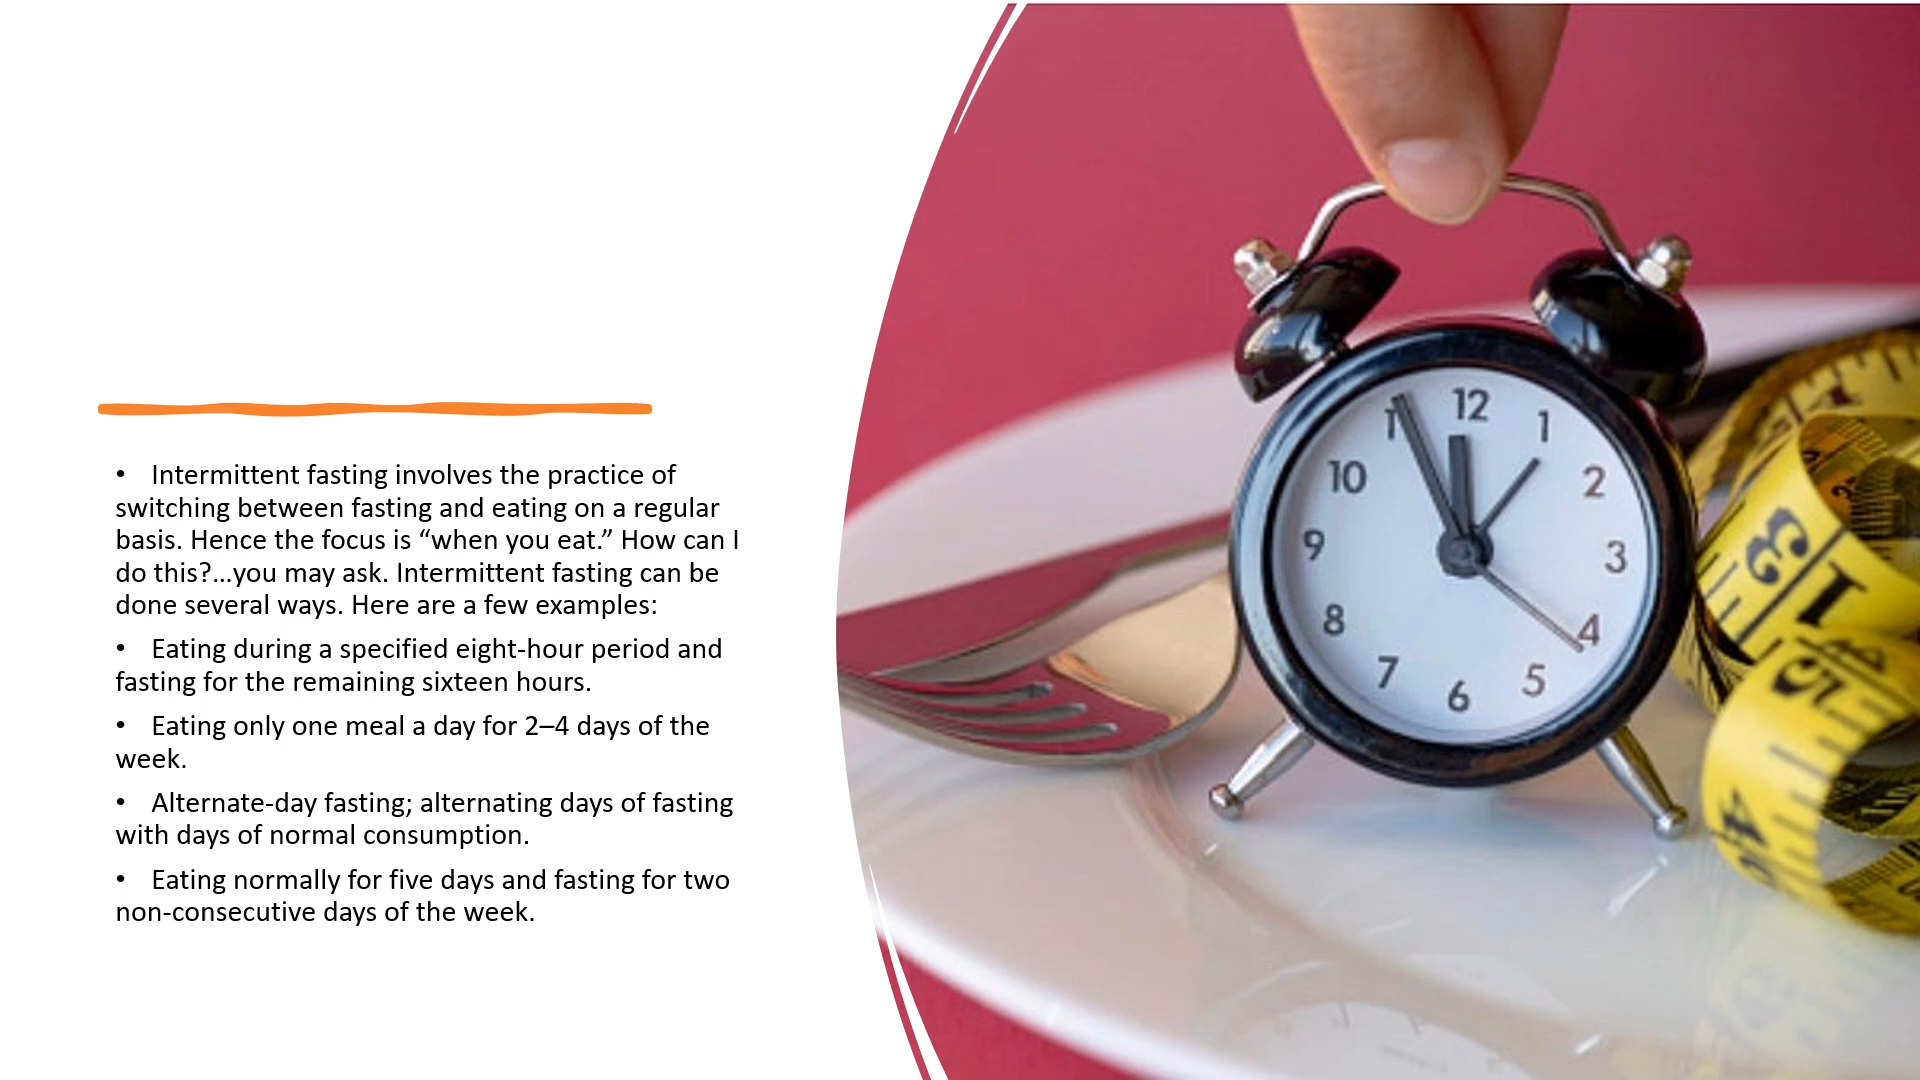 • Intermittent fasting involves the practice of
switching between fasting and eating on a regular
basis. Hence the focus is “when you eat.” How can I
do this?...you may ask. Intermittent fasting can be
done several ways. Here are a few examples:
• Eating during a specified eight-hour period and
fasting for the remaining sixteen hours.
• Eating only one meal a day for 2–4 days of the
week.
• Alternate-day fasting; alternating days of fasting
with days of normal consumption.
• Eating normally for five days and fasting for two
non-consecutive days of the week.
12
1
2
3
4
5
6
7
8
9
10